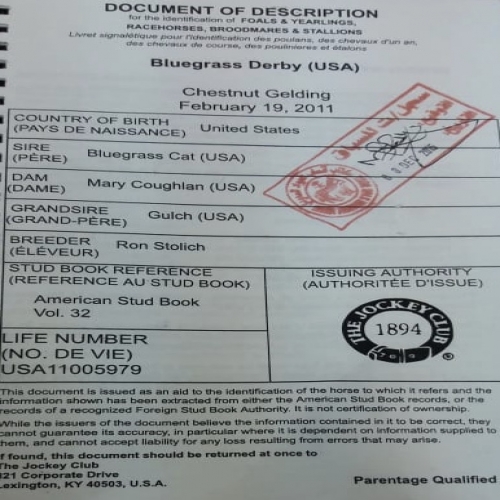 DOCUMENT OF DESCRIPTION
for the identification of FOALS & YEARLINGS,
RACEHORSES, BROODMARES & STALLIONS
Livret signalétique pour l'identification des poulains, des chevaux d'un an,
des chevaux de course, des poulinieres et étalons
Bluegrass Derby (USA)
Chestnut Gelding
February 19, 2011
COUNTRY OF BIRTH
(PAYS DE NAISSANCE) United States
SIRE
(PÈRE) Bluegrass Cat (USA)
DAM
(DAME) Mary Coughlan (USA)
GRANDSIRE
(GRAND-PÈRE) Gulch (USA)
BREEDER
(ÉLEVEUR) Ron Stolich
STUD BOOK REFERENCE
(REFERENCE AU STUD BOOK)
American Stud Book
Vol. 32
ISSUING AUTHORITY
(AUTHORITÉE D'ISSUE)
THE JOCKEY CLUB
1894
®
LIFE NUMBER
(NO. DE VIE)
USA11005979
This document is issued as an aid to the identification of the horse to which it refers and the
information shown has been extracted from either the American Stud Book records, or the
records of a recognized Foreign Stud Book Authority. It is not certification of ownership.
While the issuers of the document believe the information contained in it to be correct, they
cannot guarantee its accuracy, in particular where it is dependent on information supplied to
them, and cannot accept liability for any loss resulting from errors that may arise.
If found, this document should be returned at once to
The Jockey Club
821 Corporate Drive
Lexington, KY 40503, U.S.A.
Parentage Qualified